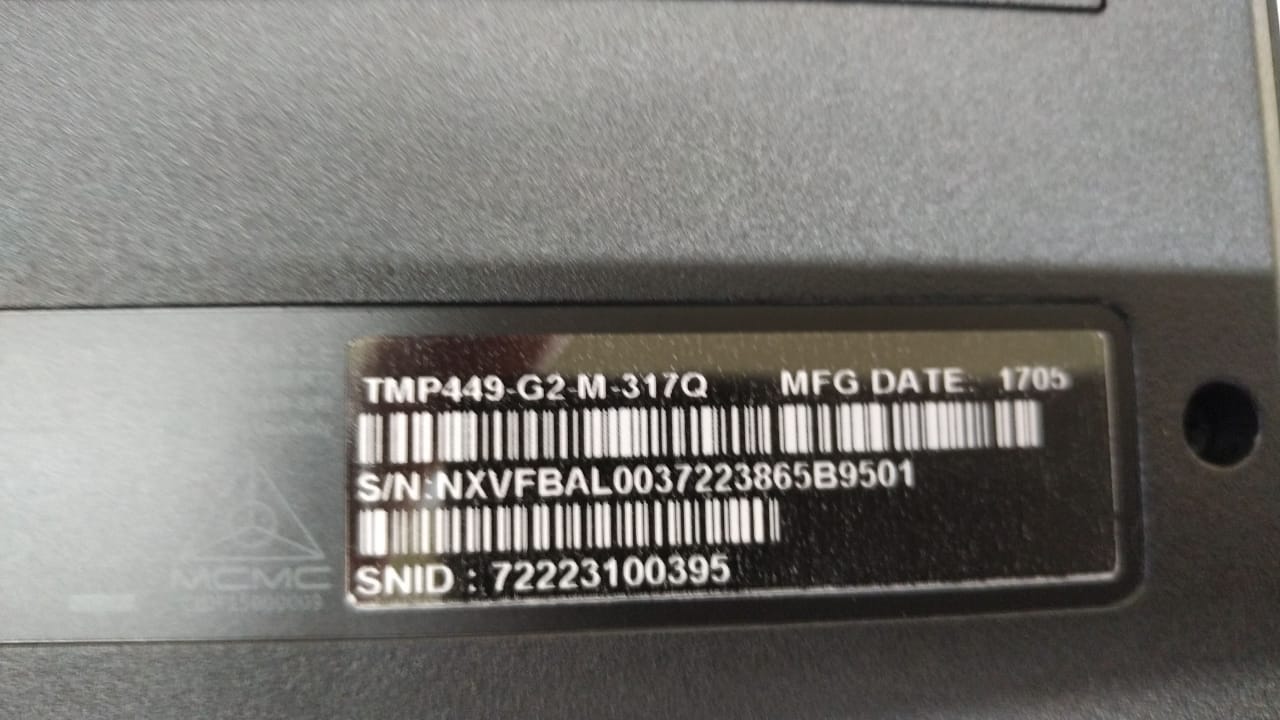 TMP449-G2-M-317Q MFG DATE: 1705
S/N:NXVFBAL0037223865B9501
SNID : 72223100395
MCMC